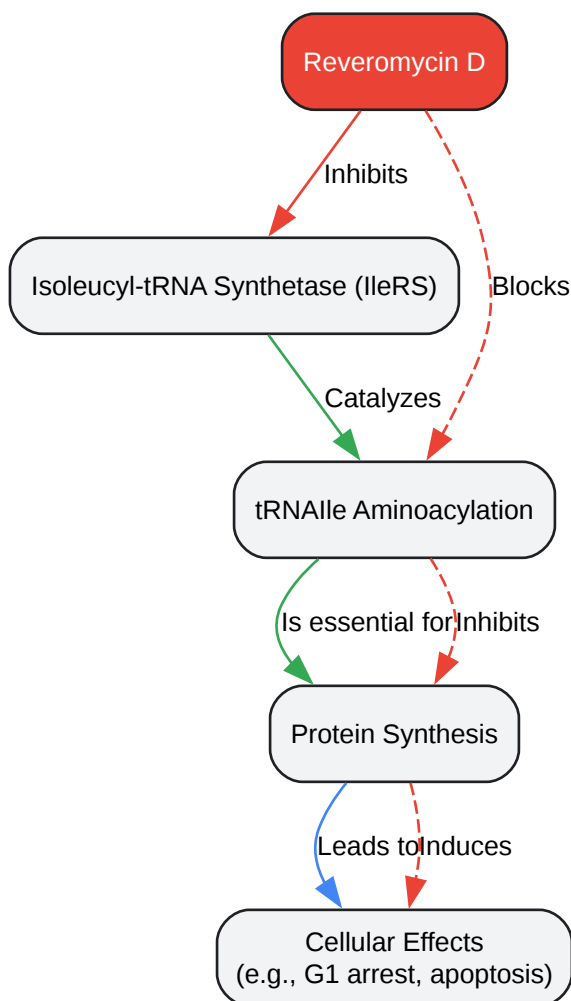 Reveromycin D
Inhibits
Isoleucyl-tRNA Synthetase (IleRS)
Blocks
Catalyzes
tRNAIle Aminoacylation
Is essential for
Inhibits
Protein Synthesis
Leads to
Induces
Cellular Effects
(e.g., G1 arrest, apoptosis)